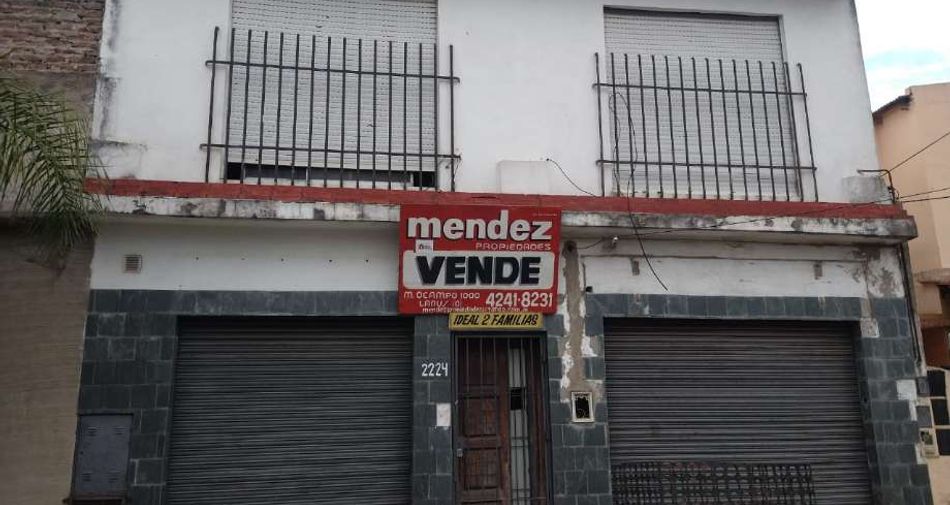 mendez
PROPIEDADES
VENDE
M. OCAMPO 1000
LANUS (O) 4241-8231
IDEAL 2 FAMILIAS
2224